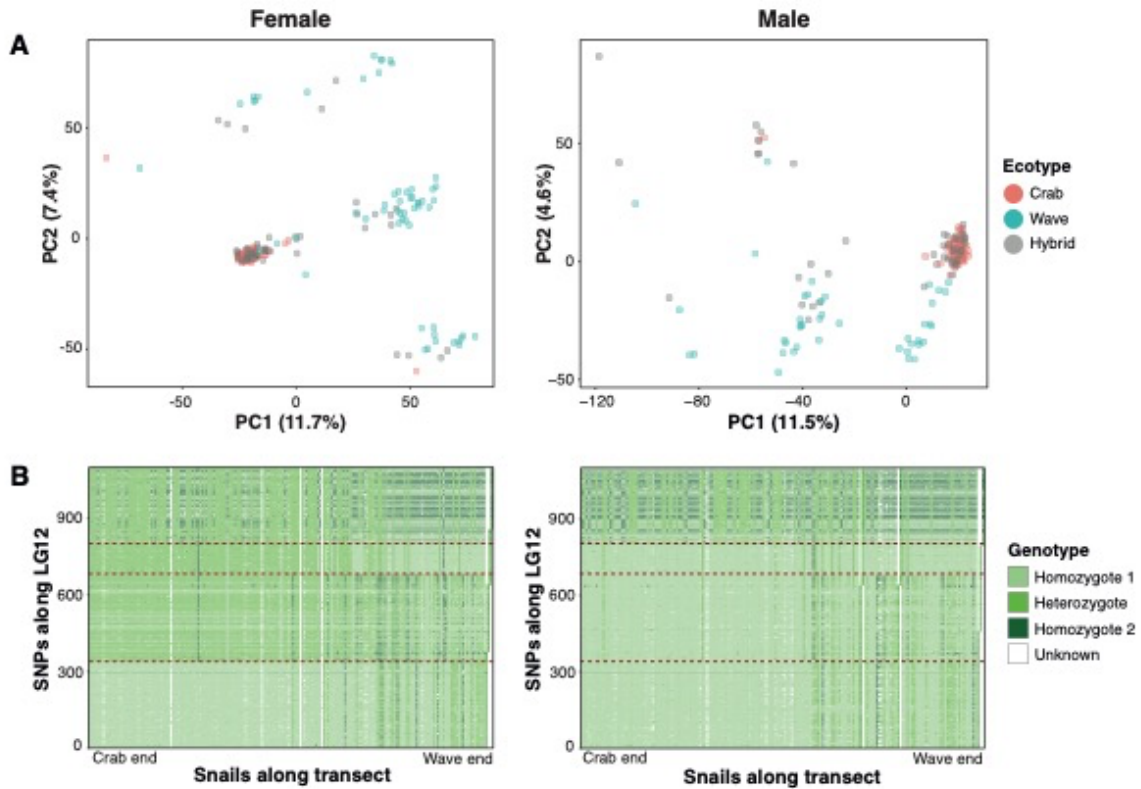 Female
Male
A
PC2 (7.4%)
50
0
-50
-50
0
50
PC1 (11.7%)
PC2 (4.6%)
50
0
−50
−120
−80
−40
0
PC1 (11.5%)
Ecotype
Crab
Wave
Hybrid
B
SNPs along LG12
900
600
300
0
Crab end
Wave end
Snails along transect
SNPs along LG12
900
600
300
0
Crab end
Wave end
Snails along transect
Genotype
Homozygote 1
Heterozygote
Homozygote 2
Unknown